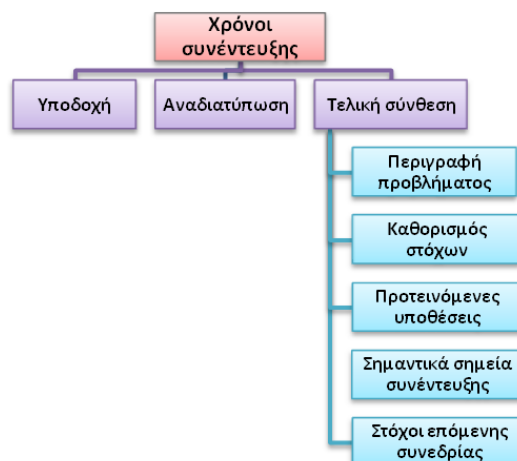 Χρόνοι
συνέντευξης
Υποδοχή
Αναδιατύπωση
Τελική σύνθεση
Περιγραφή
προβλήματος
Καθορισμός
στόχων
Προτεινόμενες
υποθέσεις
Σημαντικά σημεία
συνέντευξης
Στόχοι επόμενης
συνεδρίας